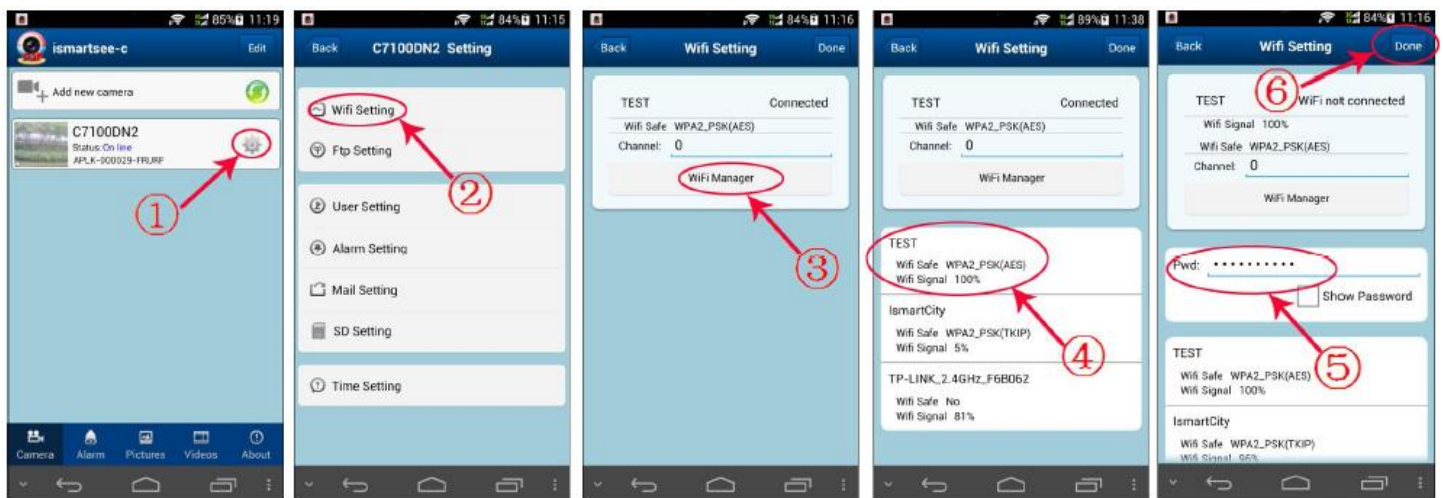 85% 11:19
ismartsee-c
Edit
Add new camera
C7100DN2
Status:On line
APLK-000029-FRURF
①
Camera
Alarm
Pictures
Videos
About
84% 11:15
Back
C7100DN2 Setting
Wifi Setting
②
Ftp Setting
User Setting
Alarm Setting
Mail Setting
SD Setting
Time Setting
84% 11:16
Back
Wifi Setting
Done
TEST Connected
Wifi Safe WPA2_PSK(AES)
Channel: 0
WiFi Manager
③
89% 11:38
Back
Wifi Setting
Done
TEST Connected
Wifi Safe WPA2_PSK(AES)
Channel: 0
WiFi Manager
TEST
Wifi Safe WPA2_PSK(AES)
Wifi Signal 100%
IsmartCity
Wifi Safe WPA2_PSK(TKIP)
Wifi Signal 5%
④
TP-LINK_2.4GHz_F6B062
Wifi Safe No
Wifi Signal 81%
84% 11:16
Back
Wifi Setting
Done
⑥
TEST WiFi not connected
Wifi Signal 100%
Wifi Safe WPA2_PSK(AES)
Channel: 0
WiFi Manager
Pwd: ••••••••••
Show Password
⑤
TEST
Wifi Safe WPA2_PSK(AES)
Wifi Signal 100%
IsmartCity
Wifi Safe WPA2_PSK(TKIP)
Wifi Signal 96%